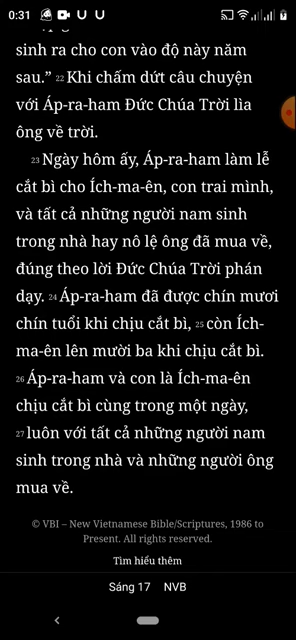 0:31
sinh ra cho con vào độ này năm
sau.” 22 Khi chấm dứt câu chuyện
với Áp-ra-ham Đức Chúa Trời lìa
ông về trời.
23 Ngày hôm ấy, Áp-ra-ham làm lễ
cắt bì cho Ích-ma-ên, con trai mình,
và tất cả những người nam sinh
trong nhà hay nô lệ ông đã mua về,
đúng theo lời Đức Chúa Trời phán
dạy. 24 Áp-ra-ham đã được chín mươi
chín tuổi khi chịu cắt bì, 25 còn Ích-
ma-ên lên mười ba khi chịu cắt bì.
26 Áp-ra-ham và con là Ích-ma-ên
chịu cắt bì cùng trong một ngày,
27 luôn với tất cả những người nam
sinh trong nhà và những người ông
mua về.
© VBI – New Vietnamese Bible/Scriptures, 1986 to
Present. All rights reserved.
Tìm hiểu thêm
Sáng 17 NVB